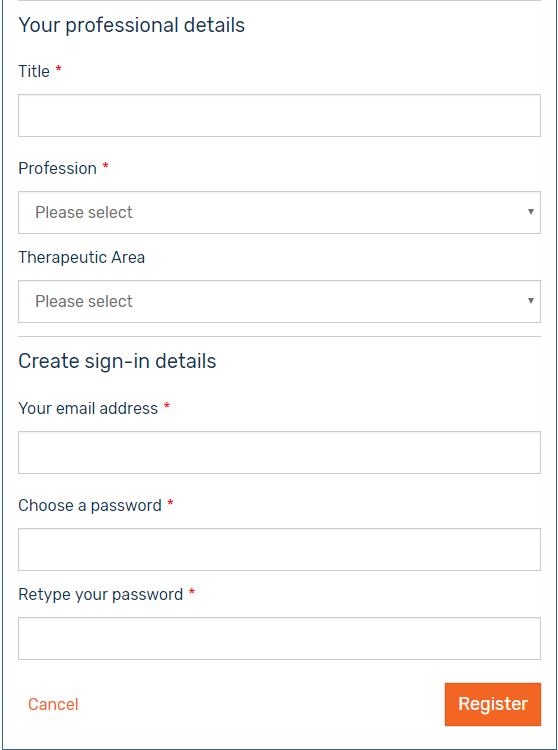 Your professional details
Title *
Profession *
Please select
Therapeutic Area
Please select
Create sign-in details
Your email address *
Choose a password *
Retype your password *
Cancel
Register